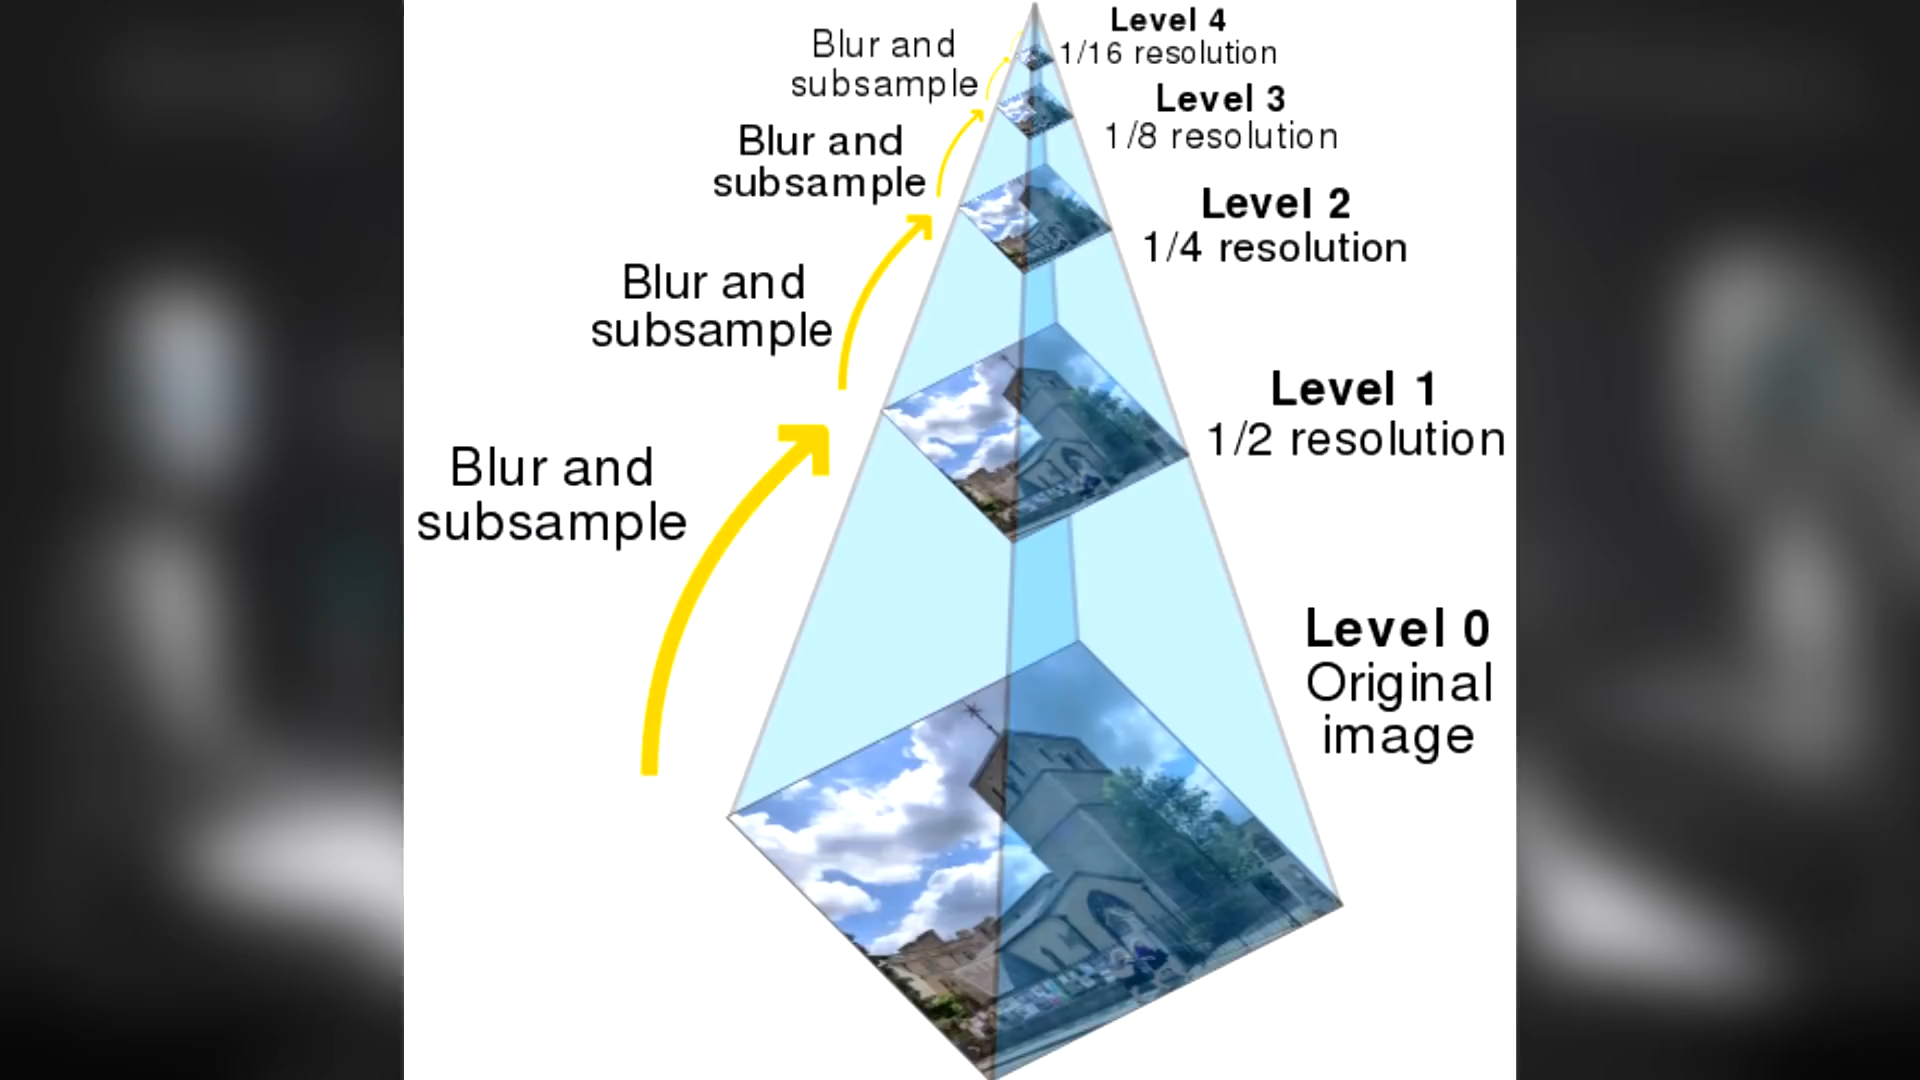 Level 4
1/16 resolution
Blur and
subsample
Level 3
1/8 resolution
Blur and
subsample
Level 2
1/4 resolution
Blur and
subsample
Level 1
1/2 resolution
Blur and
subsample
Level 0
Original
image